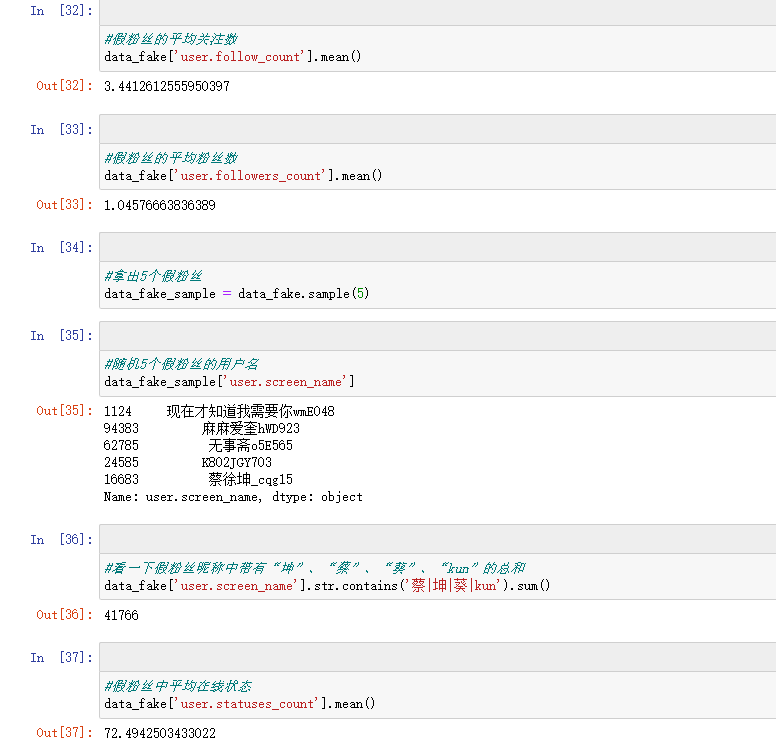 In [32]:
#假粉丝的平均关注数
data_fake['user.follow_count'].mean()
Out[32]: 3.4412612555950397
In [33]:
#假粉丝的平均粉丝数
data_fake['user.followers_count'].mean()
Out[33]: 1.04576663836389
In [34]:
#拿出5个假粉丝
data_fake_sample = data_fake.sample(5)
In [35]:
#随机5个假粉丝的用户名
data_fake_sample['user.screen_name']
Out[35]: 1124 现在才知道我需要你wmE048
94383 麻麻爱奎hWD923
62785 无事斋o5E565
24585 K802JGY703
16683 蔡徐坤_cqg15
Name: user.screen_name, dtype: object
In [36]:
#看一下假粉丝昵称中带有“坤”、“蔡”、“葵”、“kun”的总和
data_fake['user.screen_name'].str.contains('蔡|坤|葵|kun').sum()
Out[36]: 41766
In [37]:
#假粉丝中平均在线状态
data_fake['user.statuses_count'].mean()
Out[37]: 72.4942503433022